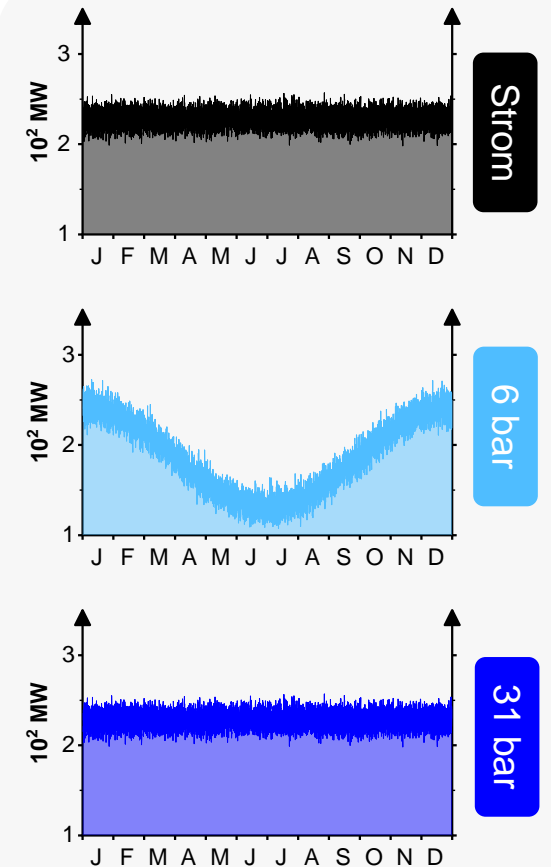 3
2
1
10² MW
J F M A M J J A S O N D
Strom
3
2
1
10² MW
J F M A M J J A S O N D
6 bar
3
2
1
10² MW
J F M A M J J A S O N D
31 bar